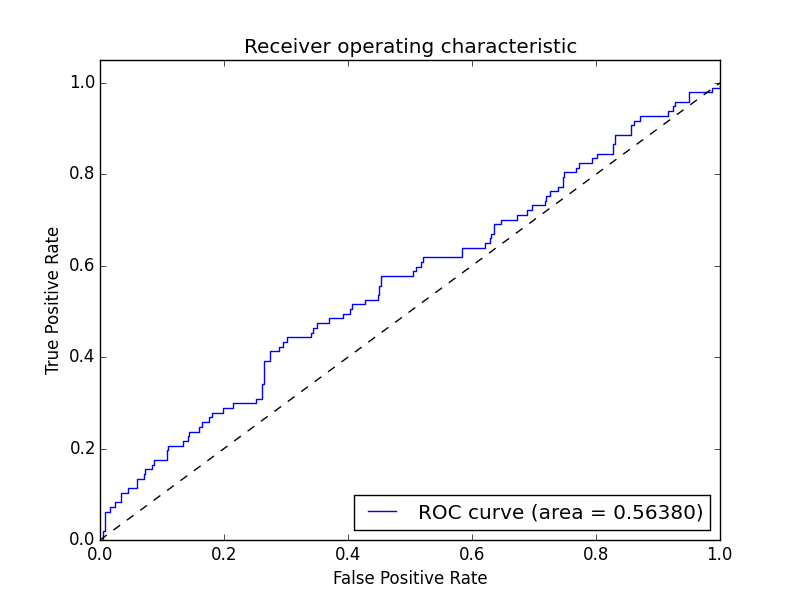 Receiver operating characteristic
1.0
0.8
0.6
0.4
0.2
0.0
True Positive Rate
ROC curve (area = 0.56380)
0.0 0.2 0.4 0.6 0.8 1.0
False Positive Rate